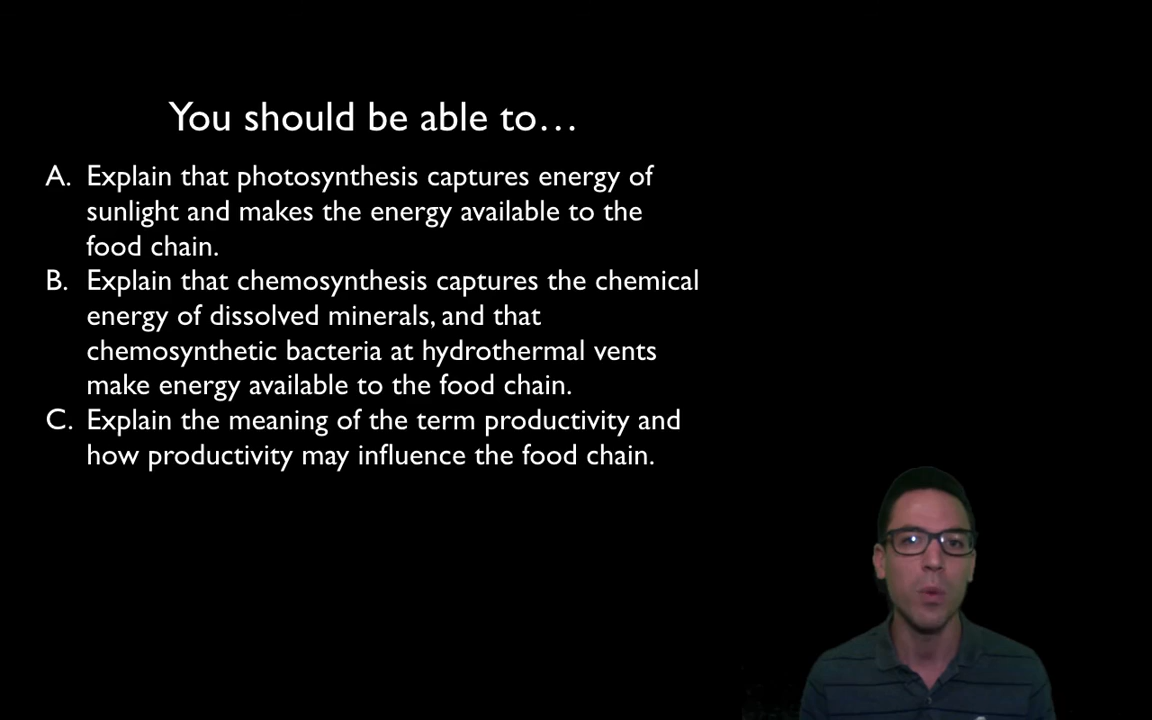 You should be able to…
A. Explain that photosynthesis captures energy of
sunlight and makes the energy available to the
food chain.
B. Explain that chemosynthesis captures the chemical
energy of dissolved minerals, and that
chemosynthetic bacteria at hydrothermal vents
make energy available to the food chain.
C. Explain the meaning of the term productivity and
how productivity may influence the food chain.